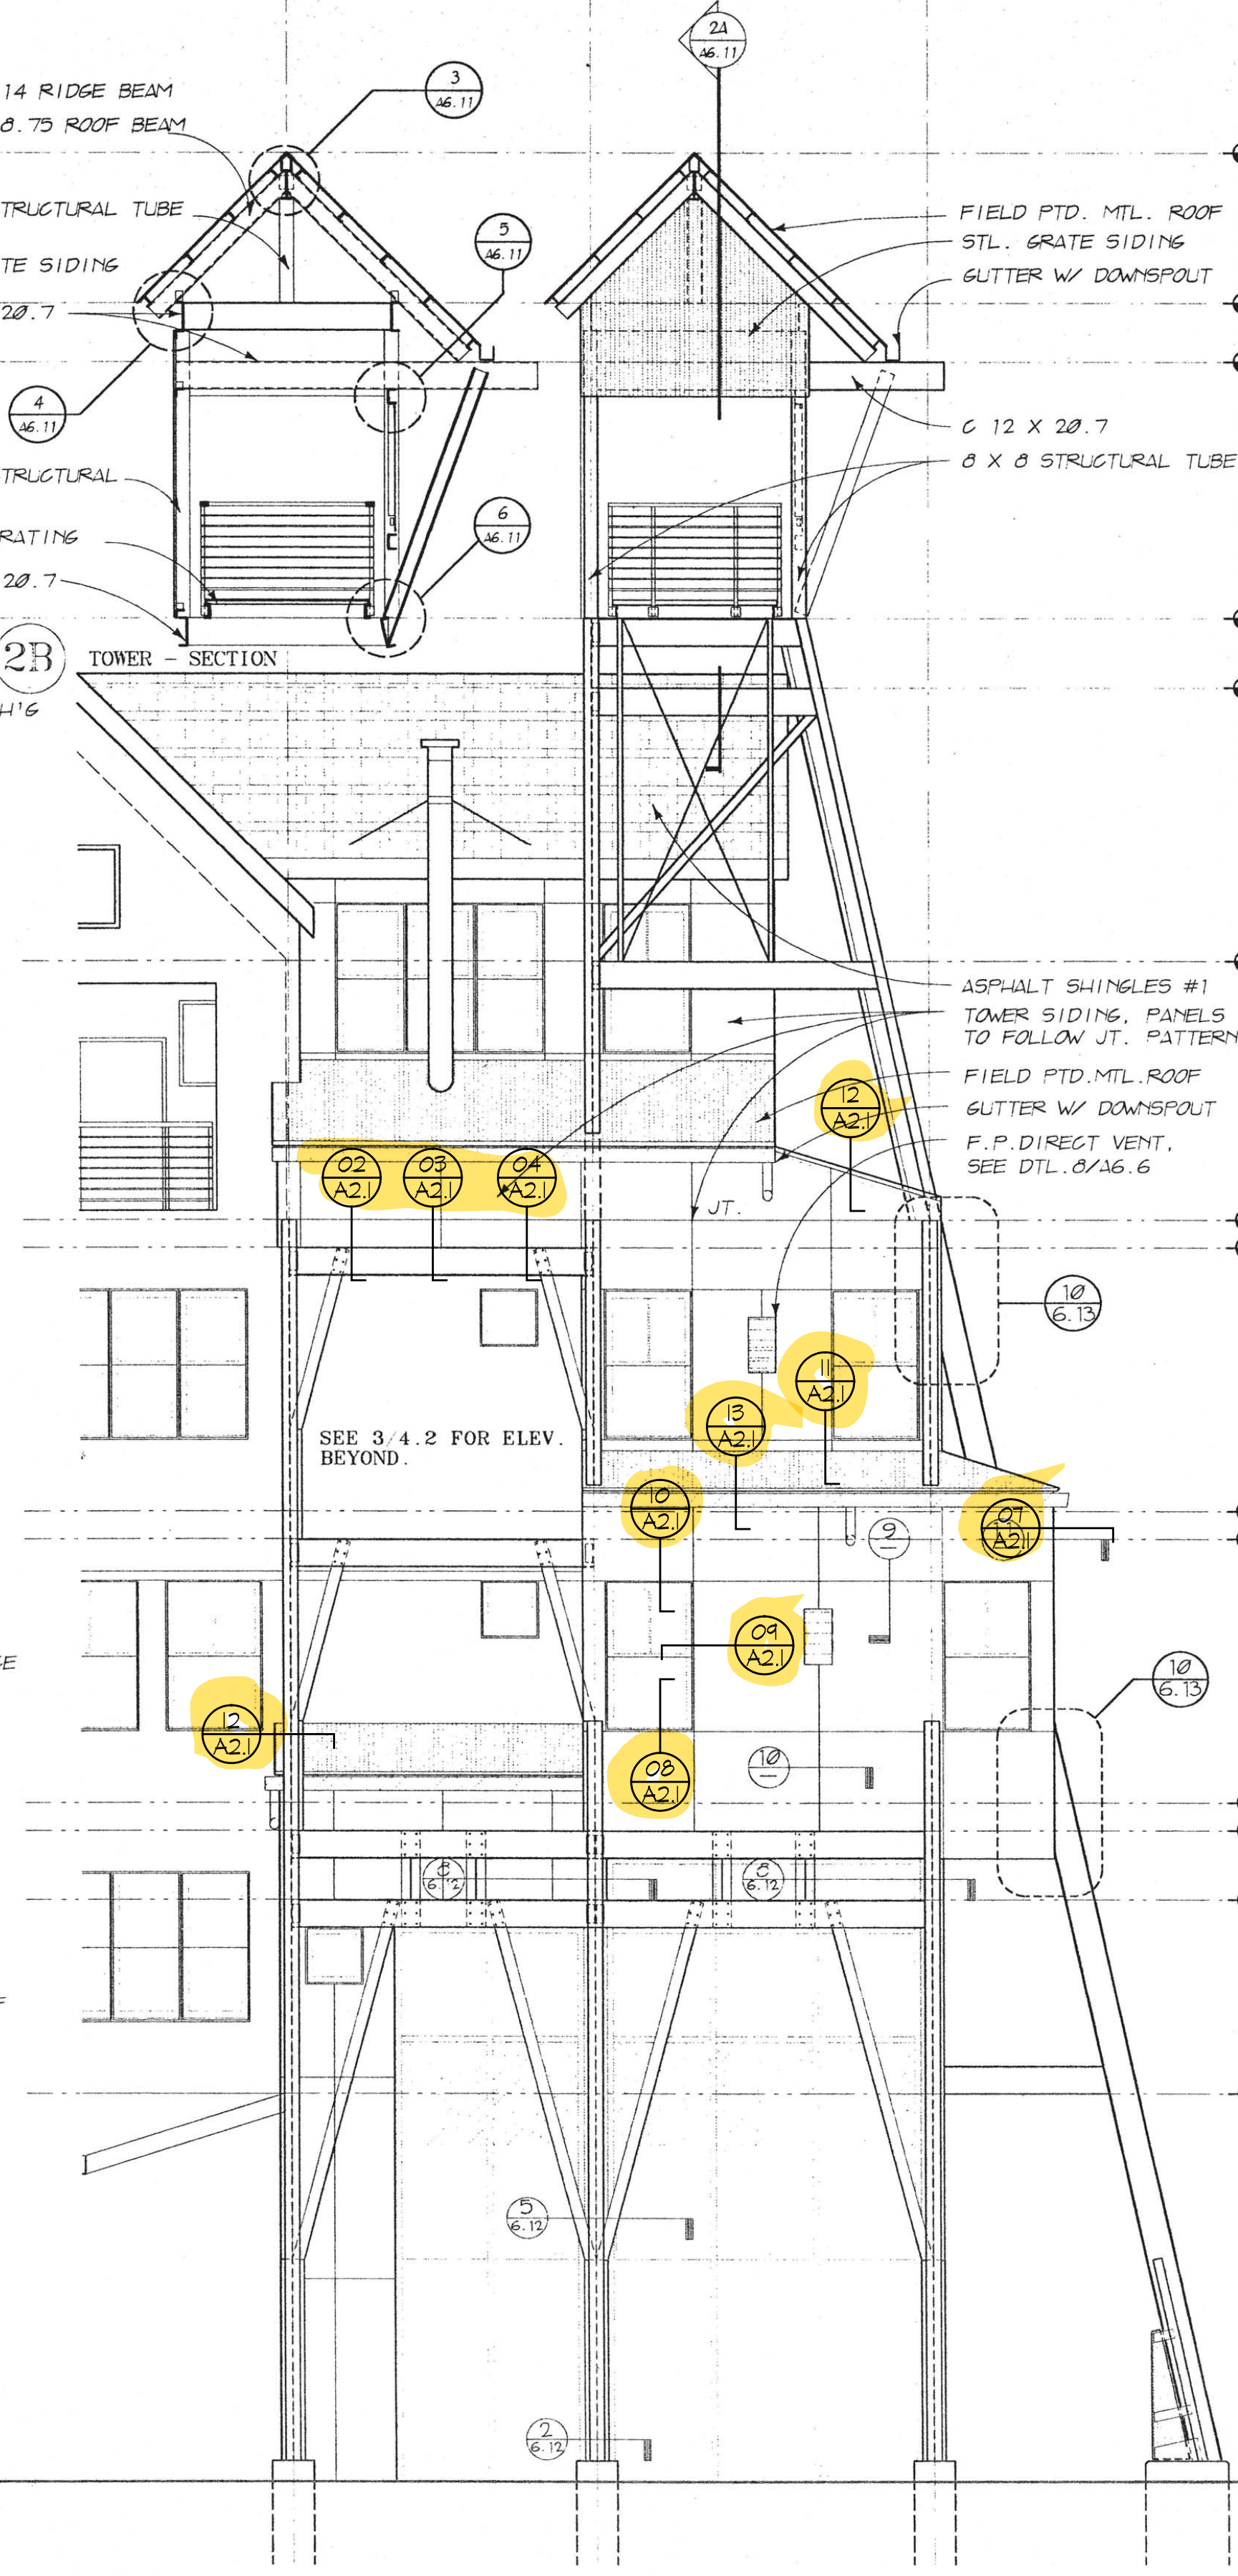 2A
A6.11
14 RIDGE BEAM
8.75 ROOF BEAM
3
A6.11
TRUCTURAL TUBE
5
A6.11
TE SIDING
20.7
4
A6.11
FIELD PTD. MTL. ROOF
STL. GRATE SIDING
GUTTER W/ DOWNSPOUT
C 12 X 20.7
8 X 8 STRUCTURAL TUBE
TRUCTURAL
RATING
20.7
6
A6.11
2B
TOWER - SECTION
H'G
ASPHALT SHINGLES #1
TOWER SIDING, PANELS
TO FOLLOW JT. PATTERN
FIELD PTD.MTL.ROOF
GUTTER W/ DOWNSPOUT
F.P.DIRECT VENT,
SEE DTL.8/A6.6
12
A2.1
02
A2.1
03
A2.1
04
A2.1
JT.
10
6.13
11
A2.1
13
A2.1
SEE 3/4.2 FOR ELEV.
BEYOND.
10
A2.1
07
A2.1
9
09
A2.1
10
6.13
12
A2.1
08
A2.1
10
8
6.12
8
6.12
5
6.12
2
6.12